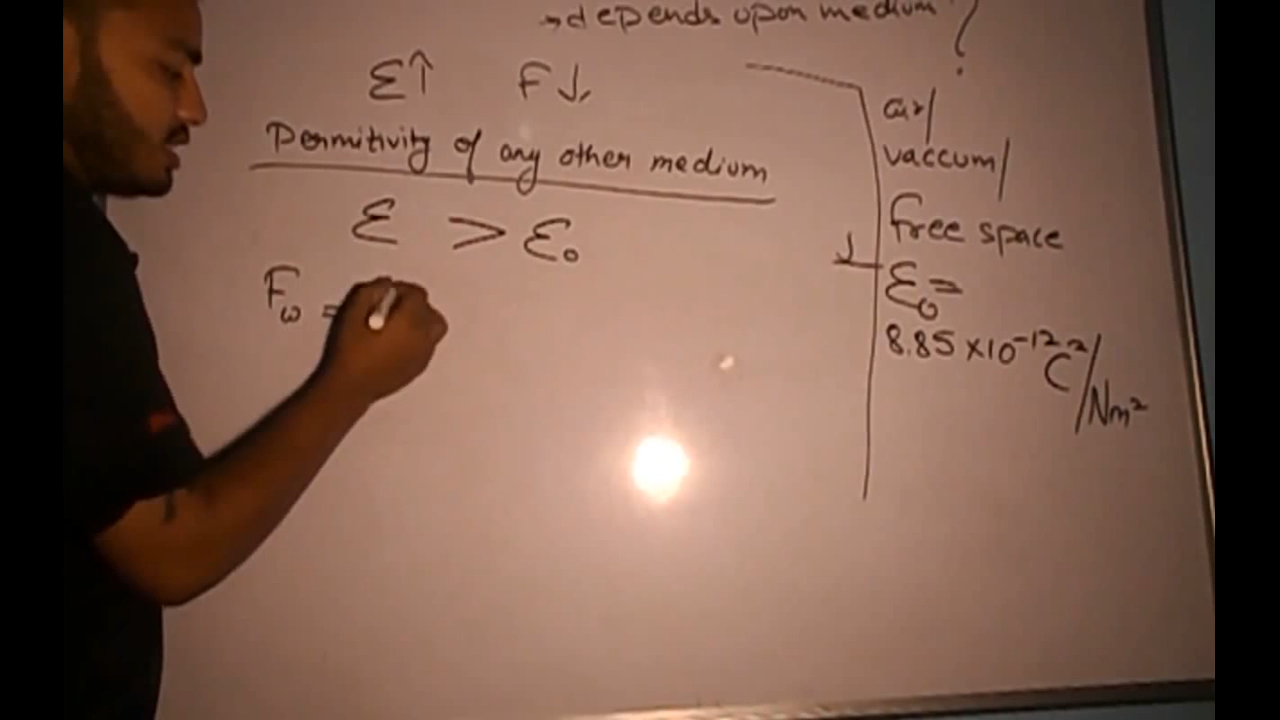 →depends upon medium ?
ε↑ F↓
Permitivity of any other medium
ε > ε₀
Fω =
air/
vaccum/
free space
ε₀ =
8.85 ×10⁻¹² C²/Nm²